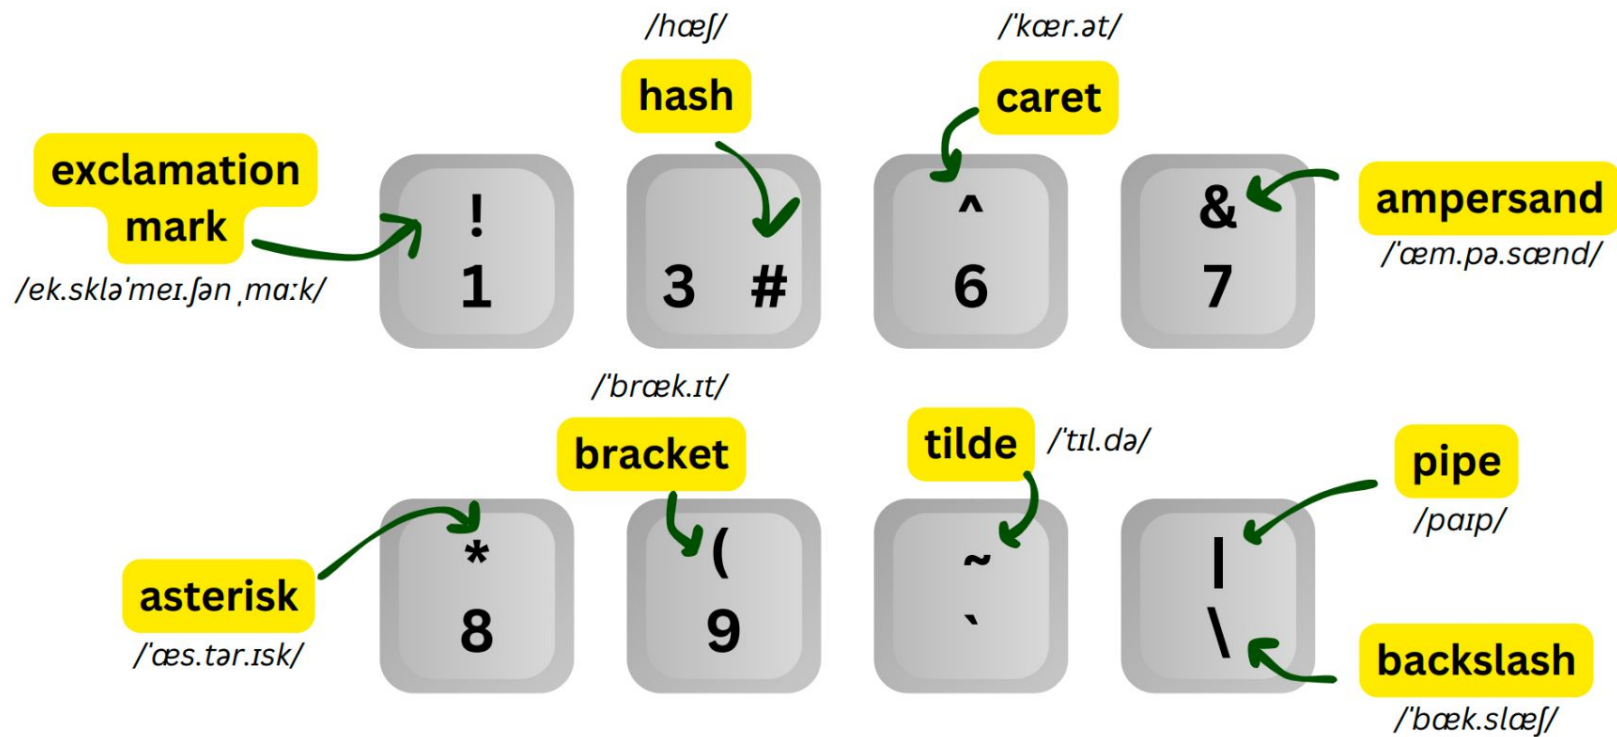 /hæʃ/
/ˈkær.ət/
hash
caret
exclamation
mark
/ek.skləˈmeɪ.ʃən ˌmɑːk/
!
1
3 #
^
6
&
7
ampersand
/ˈæm.pə.sænd/
/ˈbræk.ɪt/
bracket
tilde
/ˈtɪl.də/
pipe
/paɪp/
asterisk
/ˈæs.tər.ɪsk/
*
8
(
9
~
`
|
\
backslash
/ˈbæk.slæʃ/